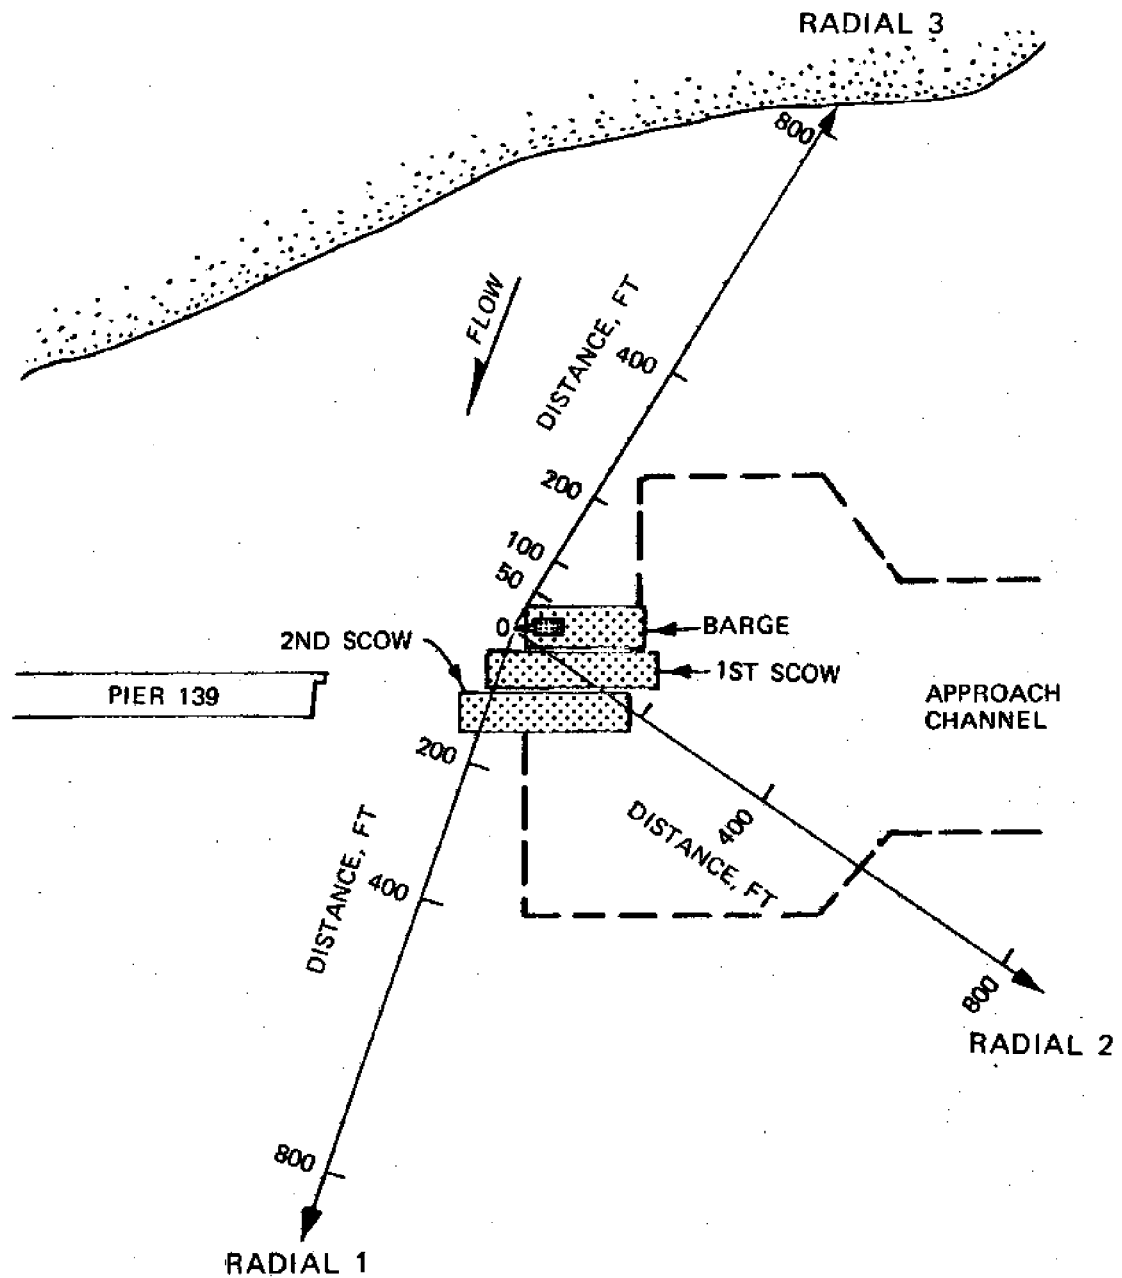 RADIAL 3
800
FLOW
DISTANCE, FT
400
200
100
50
0
BARGE
2ND SCOW
1ST SCOW
PIER 139
APPROACH
CHANNEL
200
DISTANCE, FT
400
800
RADIAL 1
DISTANCE, FT
400
800
RADIAL 2